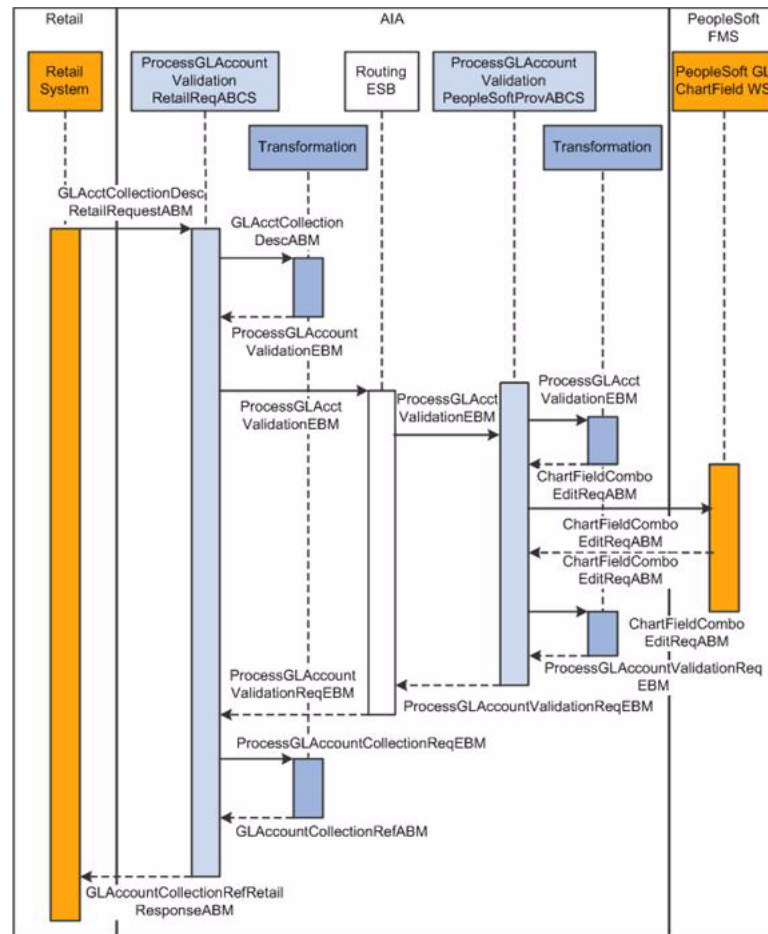 Retail
AIA
PeopleSoft
FMS
Retail
System
ProcessGLAccount
Validation
RetailReqABCS
Routing
ESB
ProcessGLAccount
Validation
PeopleSoftProvABCS
PeopleSoft GL
ChartField WS
Transformation
Transformation
GLAcctCollectionDesc
RetailRequestABM
GLAcctCollection
DescABM
ProcessGLAccount
ValidationEBM
ProcessGLAcct
ValidationEBM
ProcessGLAcct
ValidationEBM
ProcessGLAcct
ValidationEBM
ChartFieldCombo
EditReqABM
ChartFieldCombo
EditReqABM
ChartFieldCombo
EditReqABM
ChartFieldCombo
EditReqABM
ProcessGLAccountValidationReq
EBM
ProcessGLAccountValidationReqEBM
ProcessGLAccount
ValidationReqEBM
ProcessGLAccountCollectionReqEBM
GLAccountCollectionRefABM
GLAccountCollectionRefRetail
ResponseABM